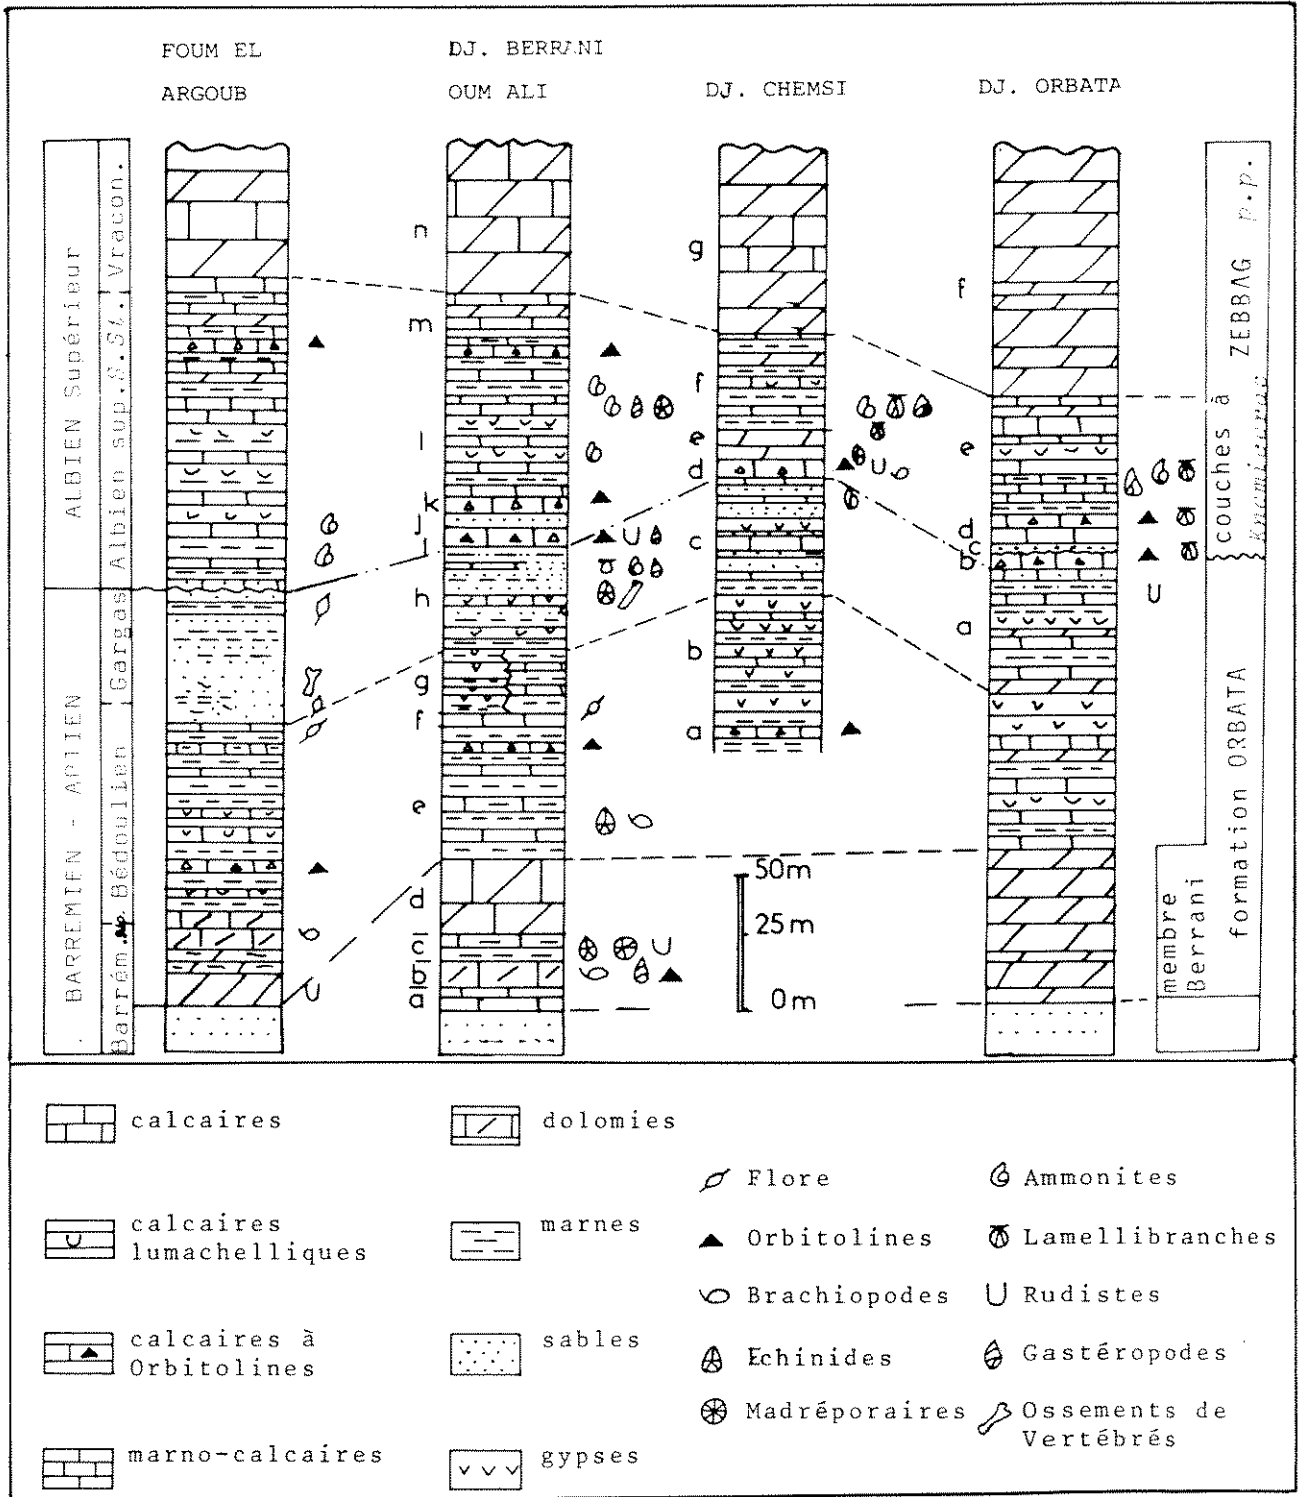 FOUM EL
ARGOUB
DJ. BERRANI
OUM ALI
DJ. CHEMSI
DJ. ORBATA
ALBIEN Supérieur
BARREMIEN - APTIEN
Vracon.
Albien sup. S.St.
Gargas
Bédoulien
Barrém. sup.
n
m
l
k
j
i
h
g
f
e
d
c
b
a
g
f
e
d
c
b
a
f
e
d
c
b
a
50m
25m
0m
couches à
ZEBBAG p.p.
formation ORBATA
membre
Berrani
calcaires
calcaires
lumachelliques
calcaires à
Orbitolines
marno-calcaires
dolomies
marnes
sables
gypses
Flore
Orbitolines
Brachiopodes
Echinides
Madréporaires
Ammonites
Lamellibranches
Rudistes
Gastéropodes
Ossements de
Vertébrés